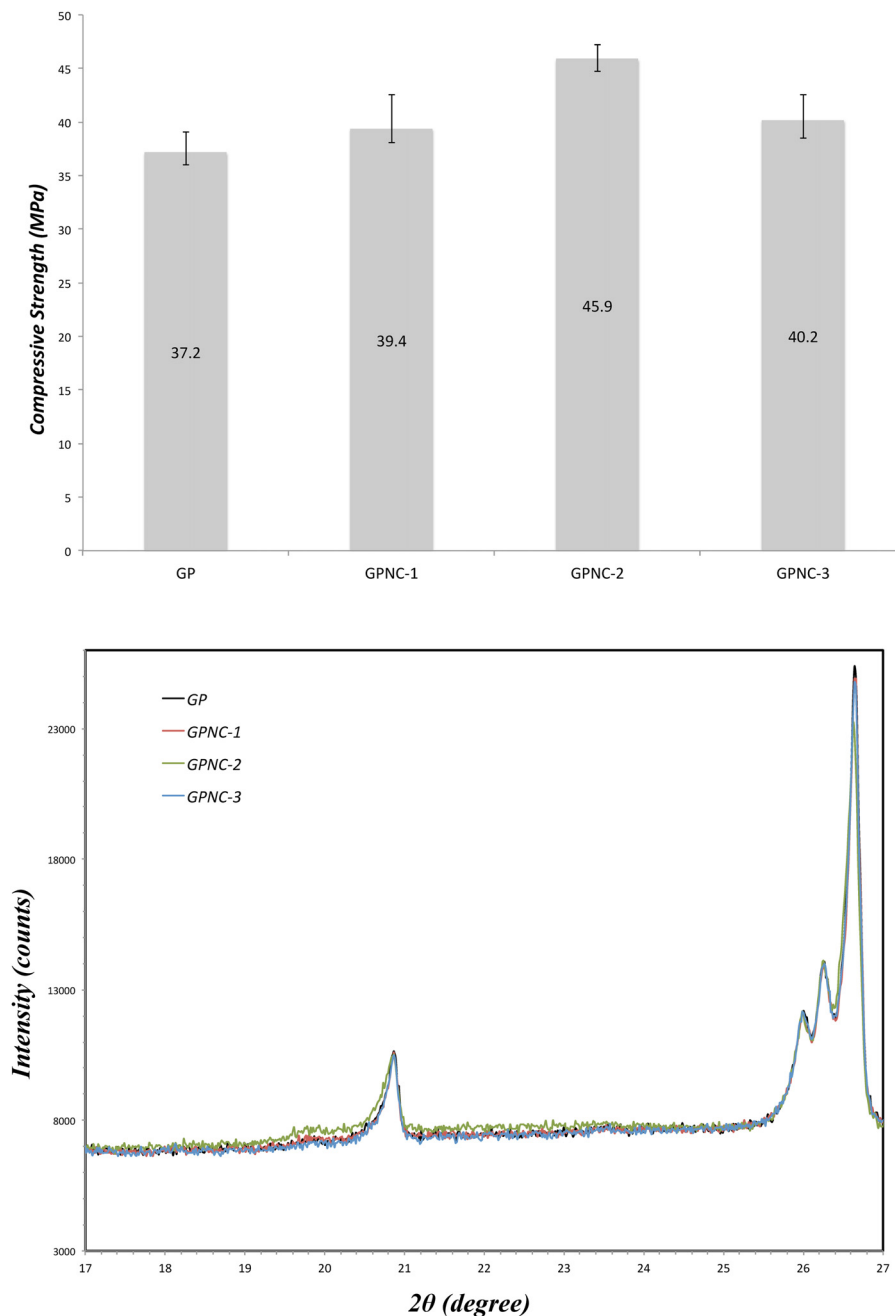 50
45
40
35
30
25
20
15
10
5
0
Compressive Strength (MPa)
37.2
39.4
45.9
40.2
GP
GPNC-1
GPNC-2
GPNC-3
GP
GPNC-1
GPNC-2
GPNC-3
23000
18000
13000
8000
3000
Intensity (counts)
17 18 19 20 21 22 23 24 25 26 27
2θ (degree)